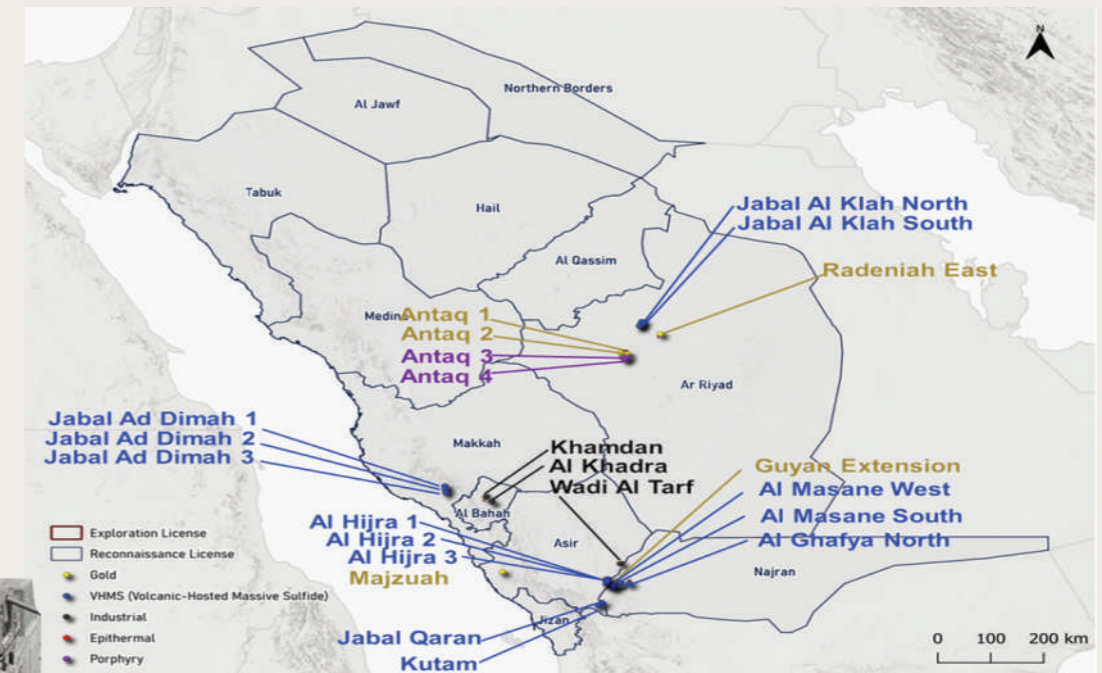 N
Northern Borders
Al Jawf
Tabuk
Hail
Jabal Al Klah North
Jabal Al Klah South
Al Qassim
Radeniah East
Medina
Antaq 1
Antaq 2
Antaq 3
Antaq 4
Ar Riyad
Jabal Ad Dimah 1
Jabal Ad Dimah 2
Jabal Ad Dimah 3
Makkah
Khamdan
Al Khadra
Wadi Al Tarf
Guyan Extension
Al Masane West
Al Masane South
Al Ghafya North
Al Bahah
Al Hijra 1
Al Hijra 2
Al Hijra 3
Majzuah
Asir
Najran
Jizan
Jabal Qaran
Kutam
Exploration License
Reconnaissance License
Gold
VHMS (Volcanic-Hosted Massive Sulfide)
Industrial
Epithermal
Porphyry
0 100 200 km